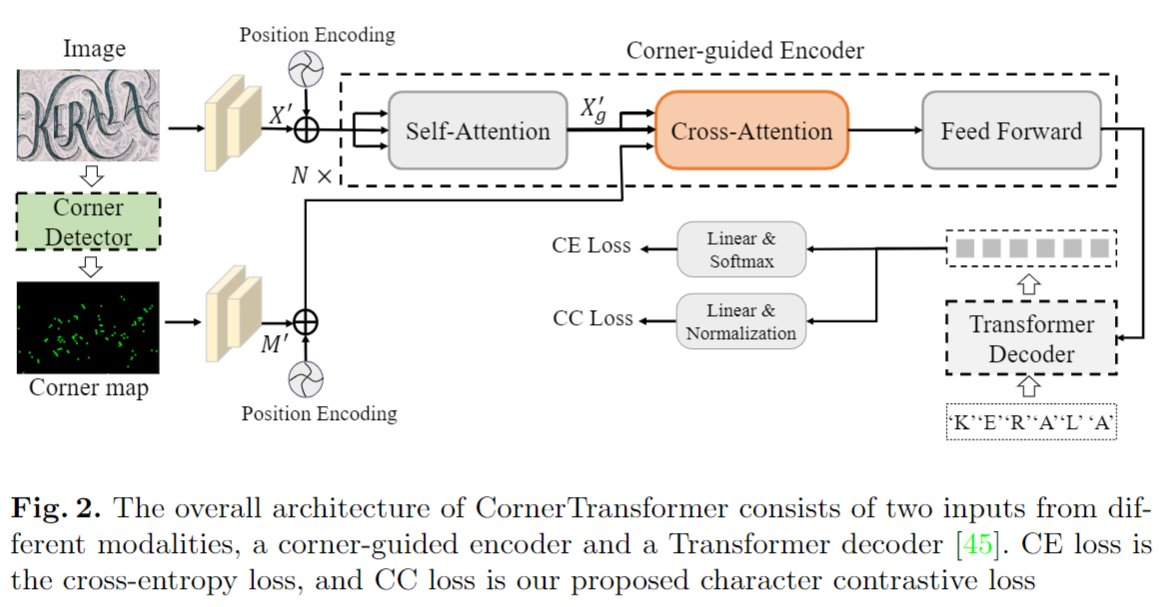 Image
Position Encoding
Corner-guided Encoder
KERALA
X′
Self-Attention
X′g
Cross-Attention
Feed Forward
N ×
Corner
Detector
CE Loss
Linear &
Softmax
CC Loss
Linear &
Normalization
Transformer
Decoder
M′
Corner map
Position Encoding
‘K’‘E’‘R’‘A’‘L’ ‘A’
Fig. 2. The overall architecture of CornerTransformer consists of two inputs from dif-
ferent modalities, a corner-guided encoder and a Transformer decoder [45]. CE loss is
the cross-entropy loss, and CC loss is our proposed character contrastive loss